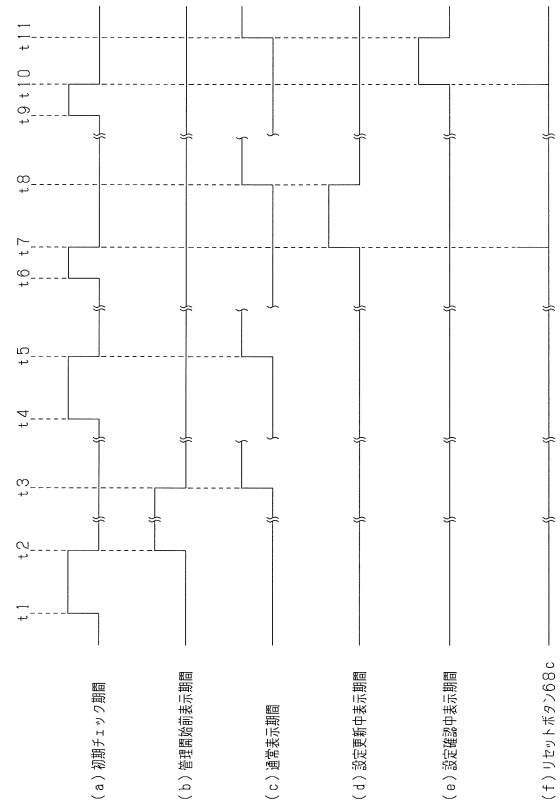 t1 t2 t3 t4 t5 t6 t7 t8 t9 t10 t11
(a)初期チェック期間
(b)管理開始前表示期間
(c)通常表示期間
(d)設定更新中表示期間
(e)設定確認中表示期間
(f)リセットボタン68c